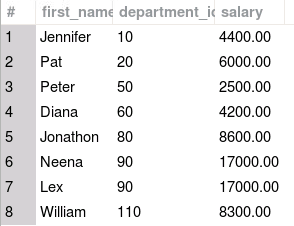 # first_name department_id salary
1 Jennifer 10 4400.00
2 Pat 20 6000.00
3 Peter 50 2500.00
4 Diana 60 4200.00
5 Jonathon 80 8600.00
6 Neena 90 17000.00
7 Lex 90 17000.00
8 William 110 8300.00